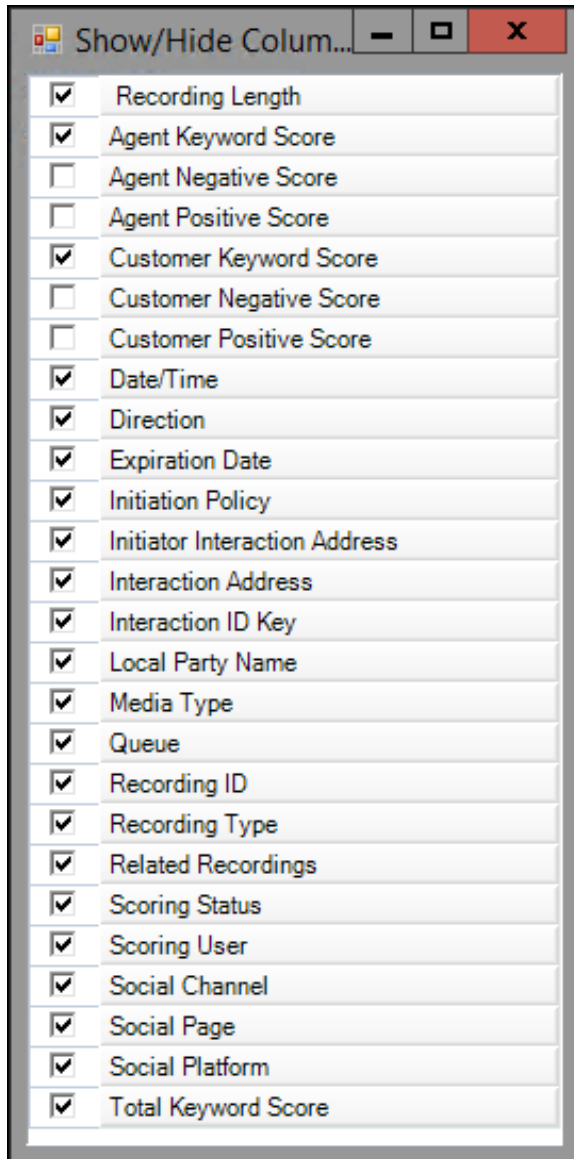 Show/Hide Colum...
Recording Length
Agent Keyword Score
Agent Negative Score
Agent Positive Score
Customer Keyword Score
Customer Negative Score
Customer Positive Score
Date/Time
Direction
Expiration Date
Initiation Policy
Initiator Interaction Address
Interaction Address
Interaction ID Key
Local Party Name
Media Type
Queue
Recording ID
Recording Type
Related Recordings
Scoring Status
Scoring User
Social Channel
Social Page
Social Platform
Total Keyword Score